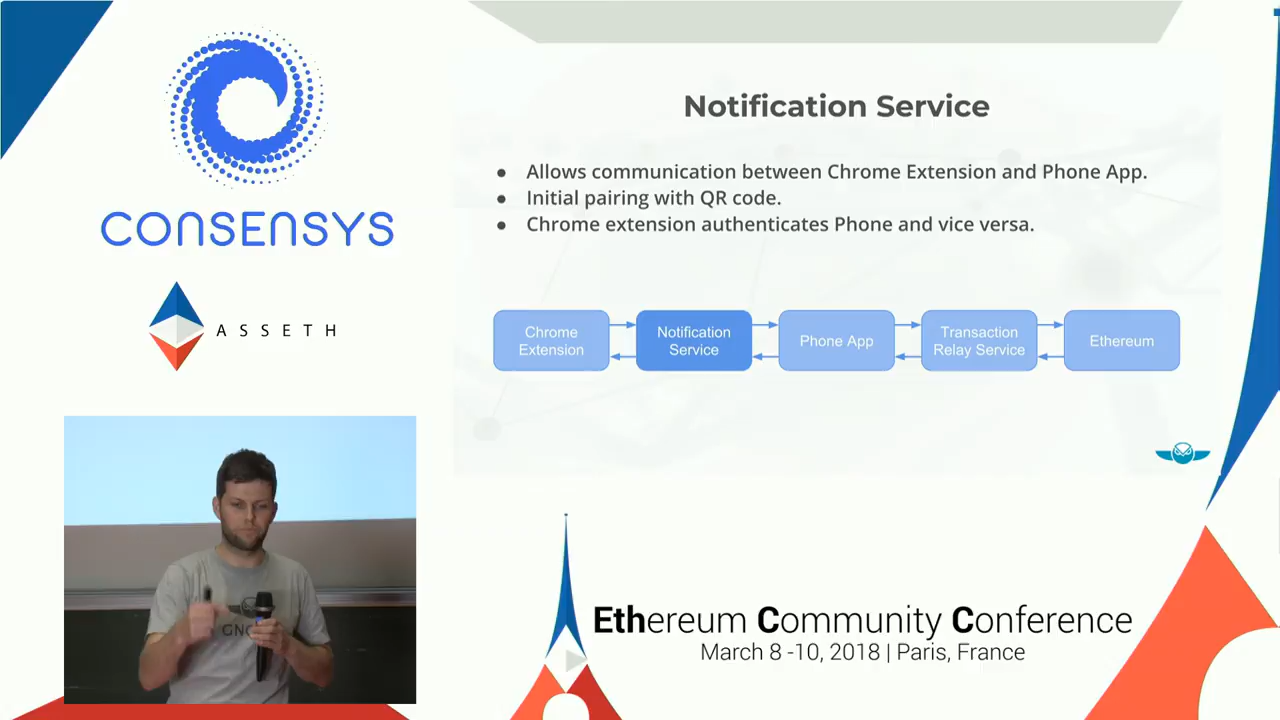 CONSENSYS
ASSETH
Notification Service
● Allows communication between Chrome Extension and Phone App.
● Initial pairing with QR code.
● Chrome extension authenticates Phone and vice versa.
Chrome
Extension
Notification
Service
Phone App
Transaction
Relay Service
Ethereum
Ethereum Community Conference
March 8 -10, 2018 | Paris, France